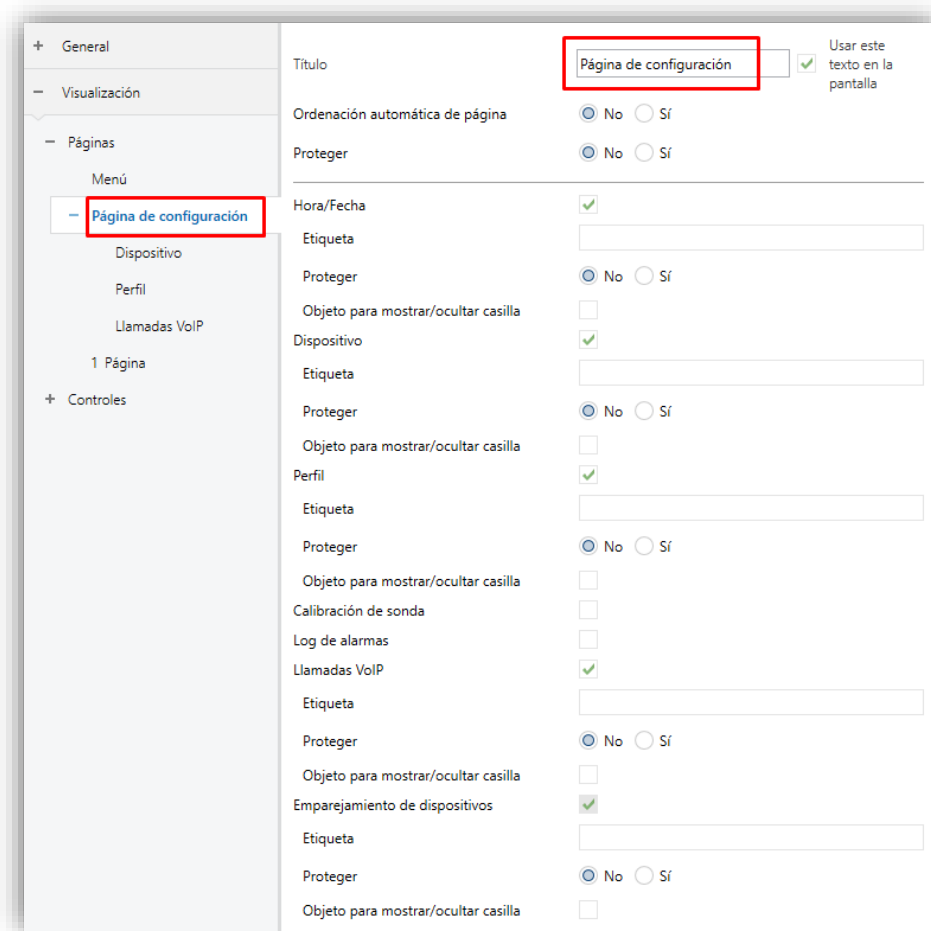 + General
− Visualización
− Páginas
Menú
− Página de configuración
Dispositivo
Perfil
Llamadas VoIP
1 Página
+ Controles
Título Página de configuración Usar este
texto en la
pantalla
Ordenación automática de página No Sí
Proteger No Sí
Hora/Fecha
Etiqueta
Proteger No Sí
Objeto para mostrar/ocultar casilla
Dispositivo
Etiqueta
Proteger No Sí
Objeto para mostrar/ocultar casilla
Perfil
Etiqueta
Proteger No Sí
Objeto para mostrar/ocultar casilla
Calibración de sonda
Log de alarmas
Llamadas VoIP
Etiqueta
Proteger No Sí
Objeto para mostrar/ocultar casilla
Emparejamiento de dispositivos
Etiqueta
Proteger No Sí
Objeto para mostrar/ocultar casilla